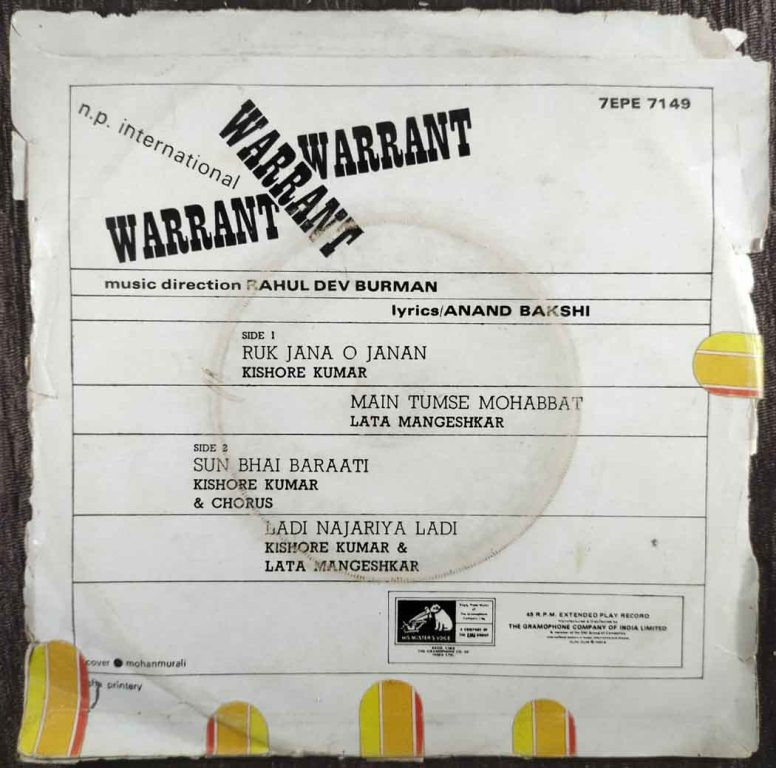 n.p. international
WARRANT
WARRANT
WARRANT
7EPE 7149
music direction RAHUL DEV BURMAN
lyrics/ANAND BAKSHI
SIDE 1
RUK JANA O JANAN
KISHORE KUMAR
MAIN TUMSE MOHABBAT
LATA MANGESHKAR
SIDE 2
SUN BHAI BARAATI
KISHORE KUMAR
& CHORUS
LADI NAJARIYA LADI
KISHORE KUMAR &
LATA MANGESHKAR
HIS MASTER'S VOICE
45 R.P.M. EXTENDED PLAY RECORD
THE GRAMOPHONE COMPANY OF INDIA LIMITED
cover mohanmurali
printery